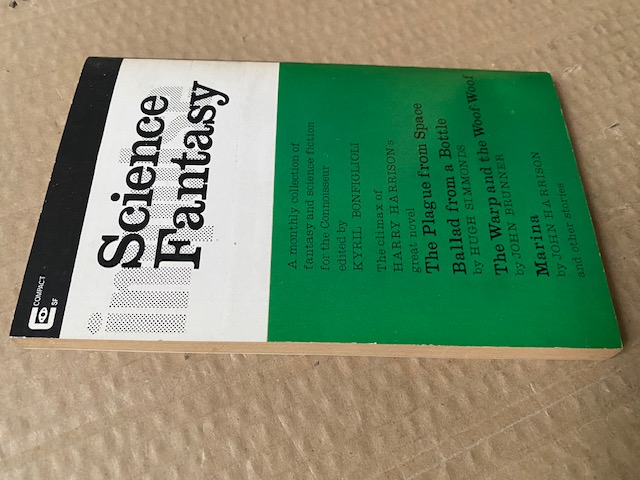 COMPACT
SF
impulse
Science
Fantasy
A monthly collection of
fantasy and science fiction
for the Connoisseur
edited by
KYRIL BONFIGLIOLI
The climax of
HARRY HARRISON's
great novel
The Plague from Space
Ballad from a Bottle
by HUGH SIMMONDS
The Warp and the Woof-Woof
by JOHN BRUNNER
Marina
by JOHN HARRISON
and other stories